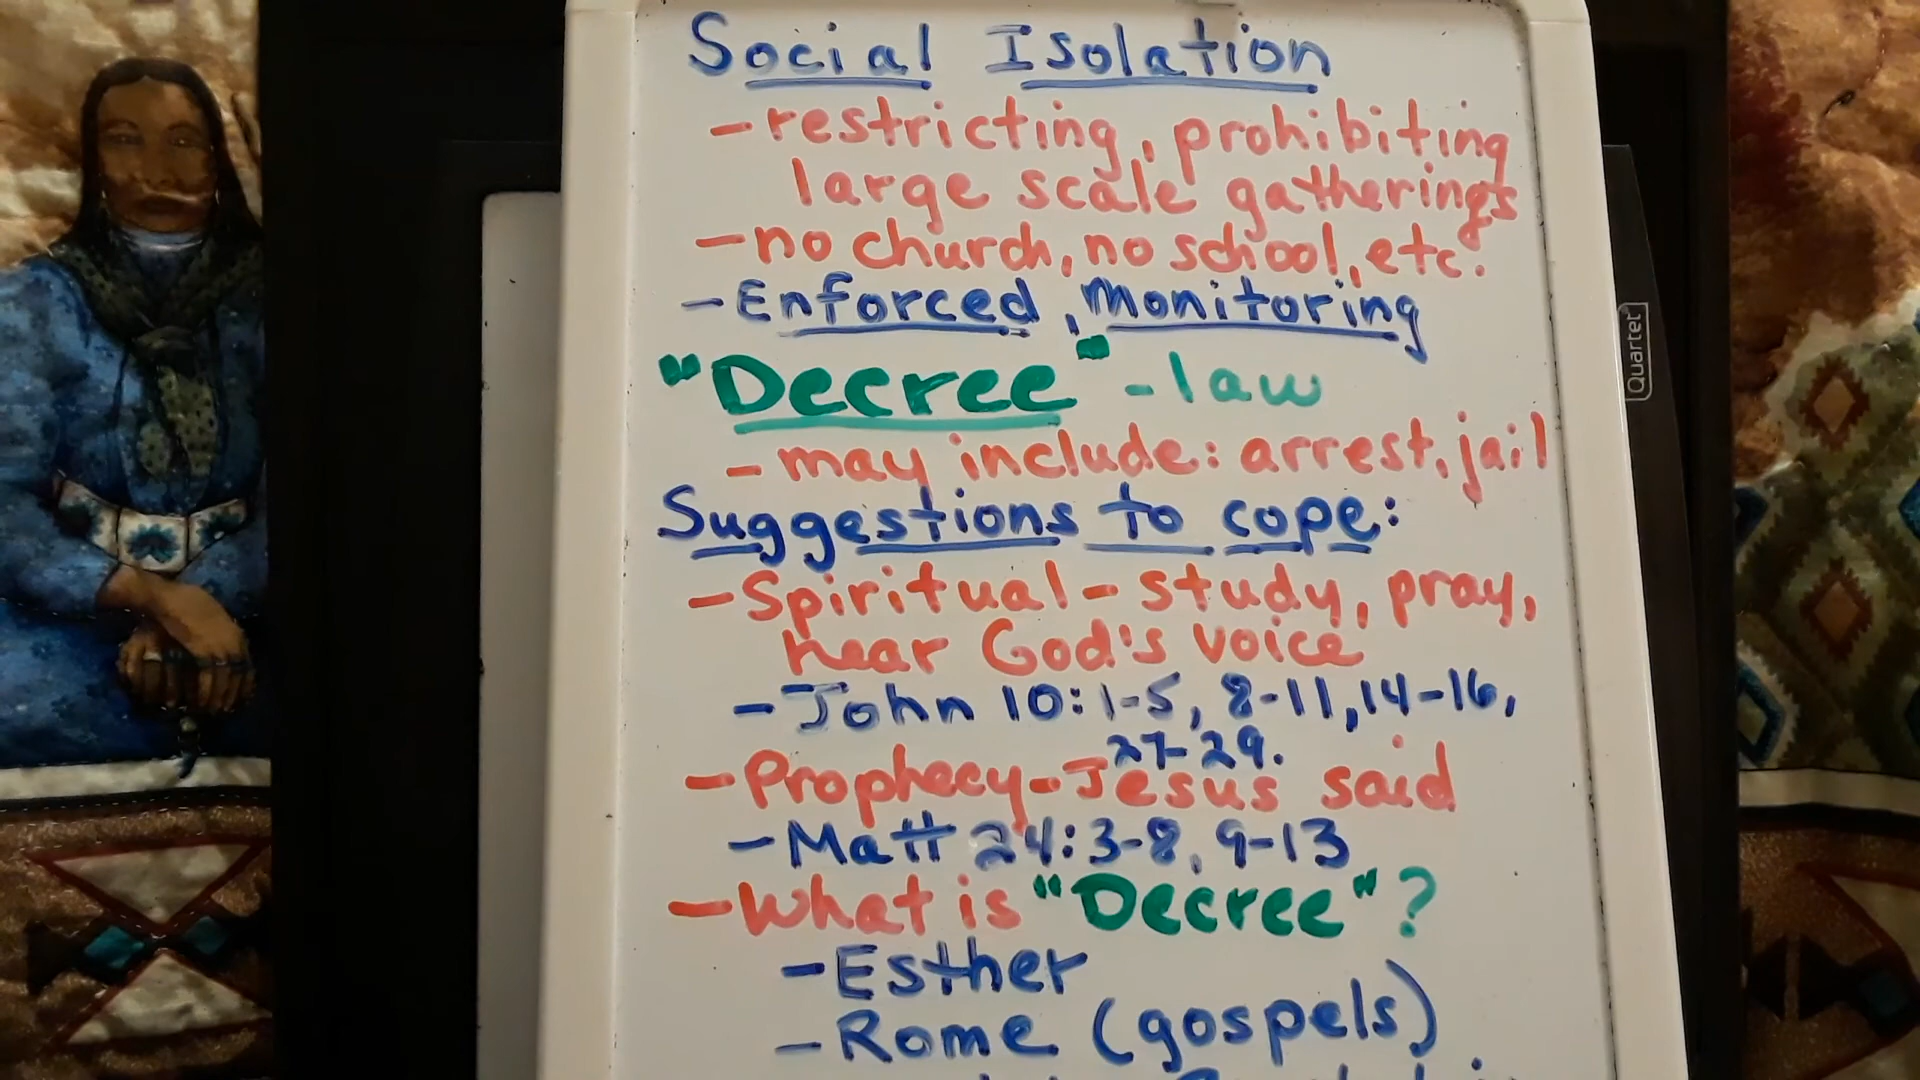 Social Isolation
- restricting, prohibiting
large scale gatherings
- no church, no school, etc.
- Enforced, Monitoring
"Decree" - law
- may include: arrest, jail
Suggestions to cope:
- Spiritual - study, pray,
hear God's voice
- John 10:1-5, 8-11, 14-16,
27-29.
- Prophecy - Jesus said
- Matt 24:3-8, 9-13
- What is "Decree"?
- Esther
- Rome (gospels)
Quartet